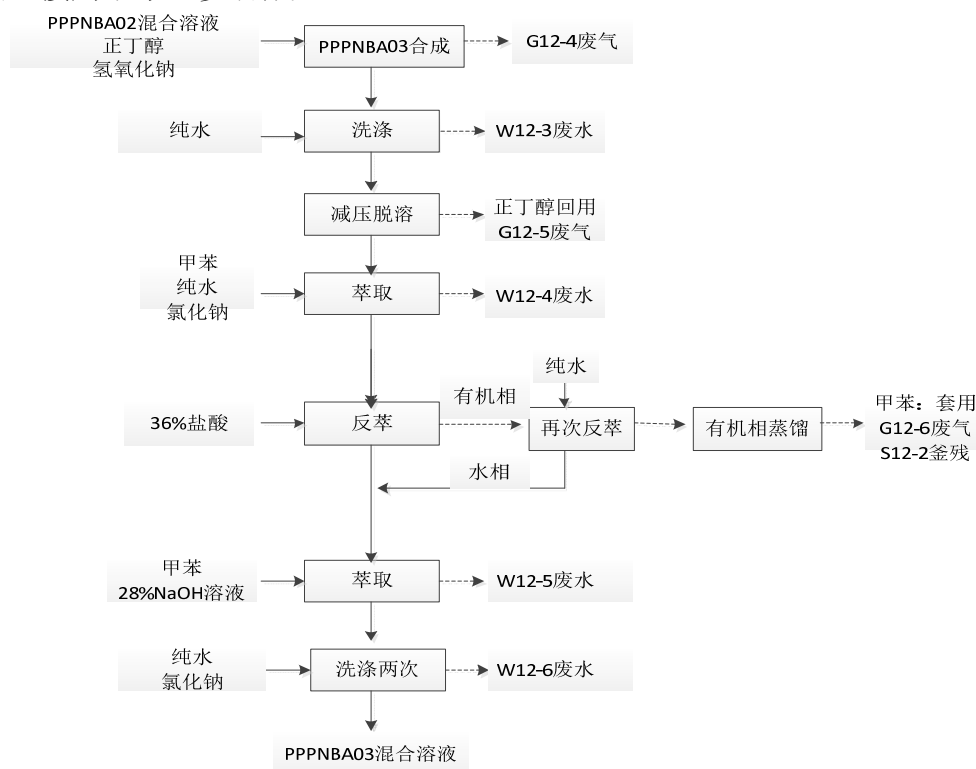 PPPNBA02混合溶液
正丁醇
氢氧化钠
PPPNBA03合成
G12-4废气
纯水
洗涤
W12-3废水
减压脱溶
正丁醇回用
G12-5废气
甲苯
纯水
氯化钠
萃取
W12-4废水
纯水
有机相
36%盐酸
反萃
再次反萃
有机相蒸馏
甲苯：套用
G12-6废气
S12-2釜残
水相
甲苯
28%NaOH溶液
萃取
W12-5废水
纯水
氯化钠
洗涤两次
W12-6废水
PPPNBA03混合溶液